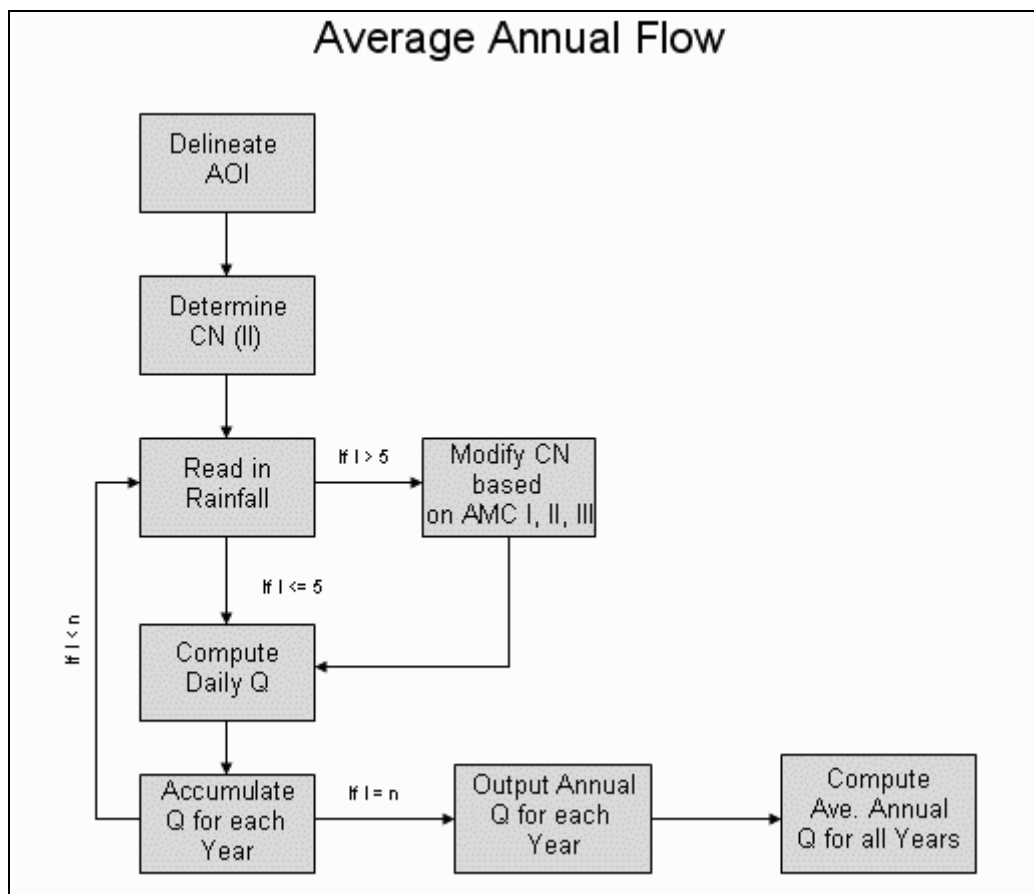 Average Annual Flow
Delineate
AOI
Determine
CN (II)
Read in
Rainfall
If I > 5
Modify CN
based
on AMC I, II, III
If I <= 5
If I < n
Compute
Daily Q
Accumulate
Q for each
Year
If I = n
Output Annual
Q for each
Year
Compute
Ave. Annual
Q for all Years